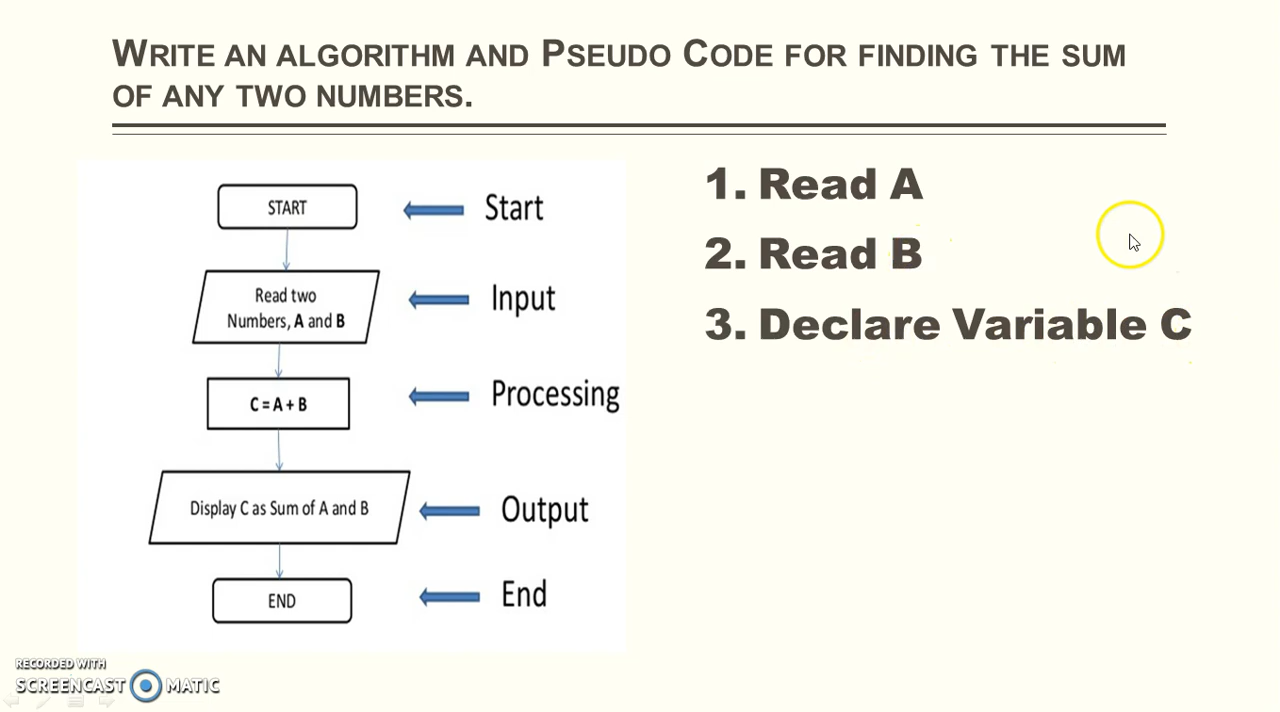 WRITE AN ALGORITHM AND PSEUDO CODE FOR FINDING THE SUM
OF ANY TWO NUMBERS.
START
Start
Read two
Numbers, A and B
Input
C = A + B
Processing
Display C as Sum of A and B
Output
END
End
1. Read A
2. Read B
3. Declare Variable C
RECORDED WITH
SCREENCAST MATIC